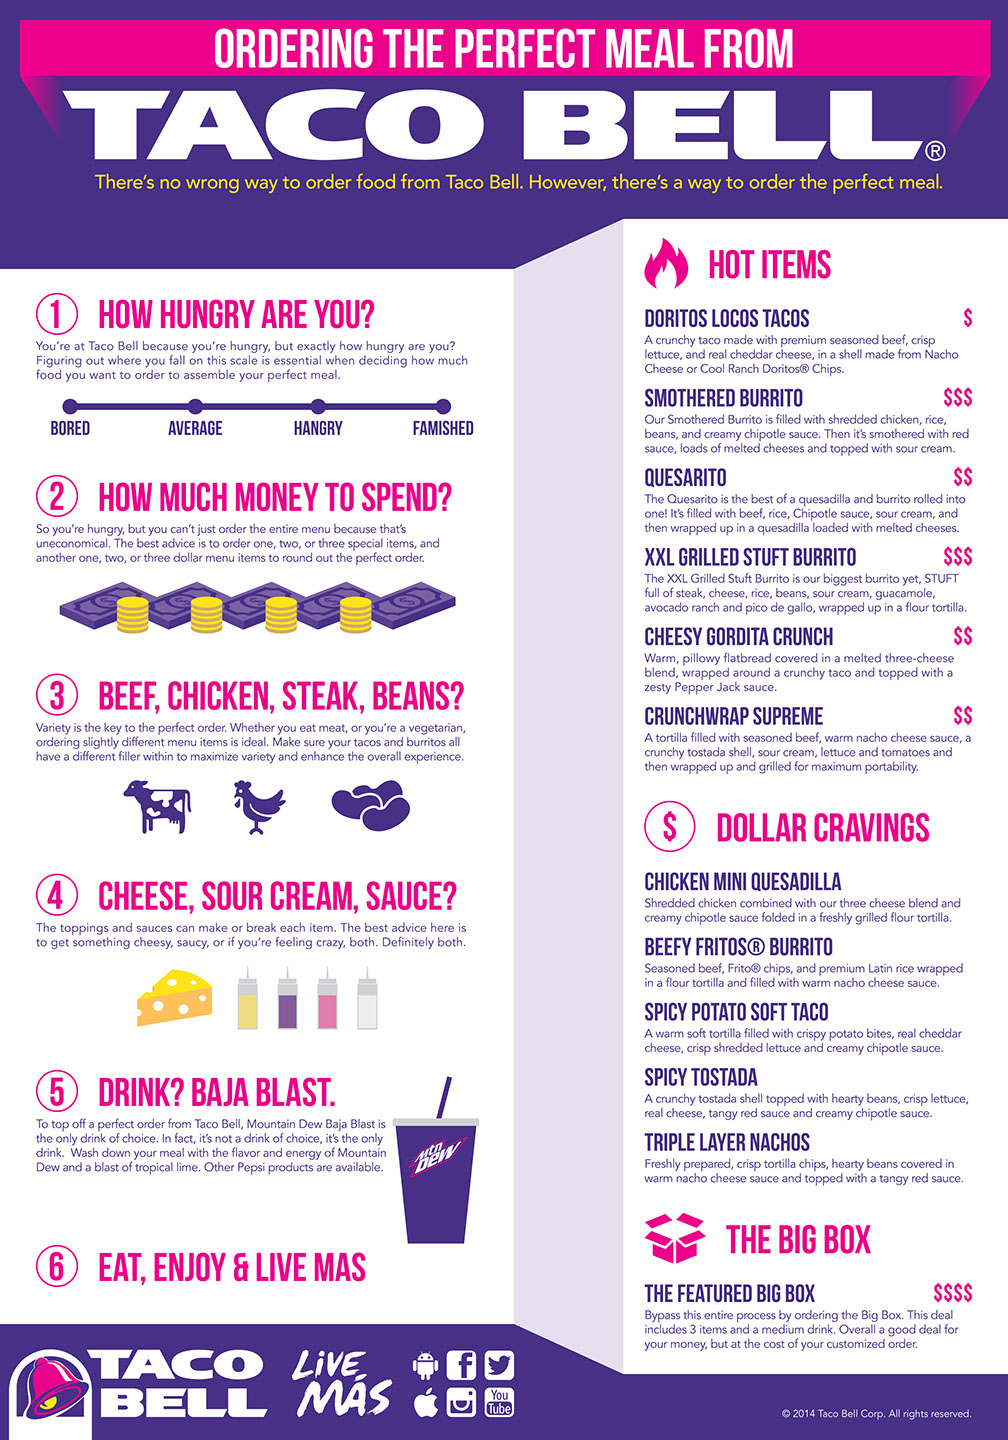 ORDERING THE PERFECT MEAL FROM
TACO BELL®
There's no wrong way to order food from Taco Bell. However, there's a way to order the perfect meal.
1 HOW HUNGRY ARE YOU?
You're at Taco Bell because you're hungry, but exactly how hungry are you?
Figuring out where you fall on this scale is essential when deciding how much
food you want to order to assemble your perfect meal.
BORED AVERAGE HANGRY FAMISHED
2 HOW MUCH MONEY TO SPEND?
So you're hungry, but you can't just order the entire menu because that's
uneconomical. The best advice is to order one, two, or three special items, and
another one, two, or three dollar menu items to round out the perfect order.
3 BEEF, CHICKEN, STEAK, BEANS?
Variety is the key to the perfect order. Whether you eat meat, or you're a vegetarian,
ordering slightly different menu items is ideal. Make sure your tacos and burritos all
have a different filler within to maximize variety and enhance the overall experience.
4 CHEESE, SOUR CREAM, SAUCE?
The toppings and sauces can make or break each item. The best advice here is
to get something cheesy, saucy, or if you're feeling crazy, both. Definitely both.
5 DRINK? BAJA BLAST.
To top off a perfect order from Taco Bell, Mountain Dew Baja Blast is
the only drink of choice. In fact, it's not a drink of choice, it's the only
drink. Wash down your meal with the flavor and energy of Mountain
Dew and a blast of tropical lime. Other Pepsi products are available.
Mtn
Dew
6 EAT, ENJOY & LIVE MAS
HOT ITEMS
DORITOS LOCOS TACOS $
A crunchy taco made with premium seasoned beef, crisp
lettuce, and real cheddar cheese, in a shell made from Nacho
Cheese or Cool Ranch Doritos® Chips.
SMOTHERED BURRITO $$$
Our Smothered Burrito is filled with shredded chicken, rice,
beans, and creamy chipotle sauce. Then it's smothered with red
sauce, loads of melted cheeses and topped with sour cream.
QUESARITO $$
The Quesarito is the best of a quesadilla and burrito rolled into
one! It's filled with beef, rice, Chipotle sauce, sour cream, and
then wrapped up in a quesadilla loaded with melted cheeses.
XXL GRILLED STUFT BURRITO $$$
The XXL Grilled Stuft Burrito is our biggest burrito yet, STUFT
full of steak, cheese, rice, beans, sour cream, guacamole,
avocado ranch and pico de gallo, wrapped up in a flour tortilla.
CHEESY GORDITA CRUNCH $$
Warm, pillowy flatbread covered in a melted three-cheese
blend, wrapped around a crunchy taco and topped with a
zesty Pepper Jack sauce.
CRUNCHWRAP SUPREME $$
A tortilla filled with seasoned beef, warm nacho cheese sauce, a
crunchy tostada shell, sour cream, lettuce and tomatoes and
then wrapped up and grilled for maximum portability.
$ DOLLAR CRAVINGS
CHICKEN MINI QUESADILLA
Shredded chicken combined with our three cheese blend and
creamy chipotle sauce folded in a freshly grilled flour tortilla.
BEEFY FRITOS® BURRITO
Seasoned beef, Frito® chips, and premium Latin rice wrapped
in a flour tortilla and filled with warm nacho cheese sauce.
SPICY POTATO SOFT TACO
A warm soft tortilla filled with crispy potato bites, real cheddar
cheese, crisp shredded lettuce and creamy chipotle sauce.
SPICY TOSTADA
A crunchy tostada shell topped with hearty beans, crisp lettuce,
real cheese, tangy red sauce and creamy chipotle sauce.
TRIPLE LAYER NACHOS
Freshly prepared, crisp tortilla chips, hearty beans covered in
warm nacho cheese sauce and topped with a tangy red sauce.
THE BIG BOX
THE FEATURED BIG BOX $$$$
Bypass this entire process by ordering the Big Box. This deal
includes 3 items and a medium drink. Overall a good deal for
your money, but at the cost of your customized order.
TACO
BELL
LIVE
MÁS
You
Tube
© 2014 Taco Bell Corp. All rights reserved.